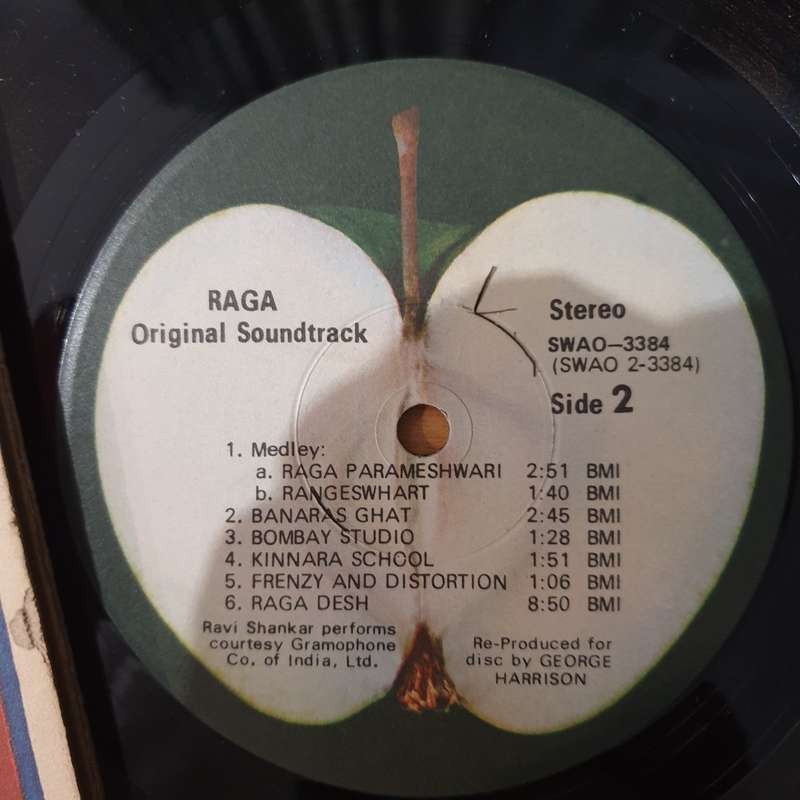 RAGA
Original Soundtrack
Stereo
SWAO-3384
(SWAO 2-3384)
Side 2
1. Medley:
a. RAGA PARAMESHWARI 2:51 BMI
b. RANGESWHART 1:40 BMI
2. BANARAS GHAT 2:45 BMI
3. BOMBAY STUDIO 1:28 BMI
4. KINNARA SCHOOL 1:51 BMI
5. FRENZY AND DISTORTION 1:06 BMI
6. RAGA DESH 8:50 BMI
Ravi Shankar performs
courtesy Gramophone
Co. of India, Ltd.
Re-Produced for
disc by GEORGE
HARRISON